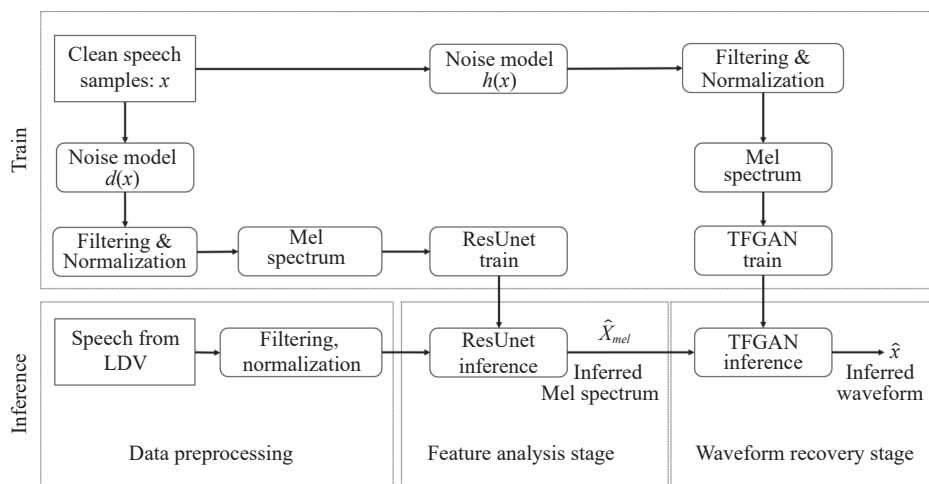 Train
Clean speech
samples: x
Noise model
h(x)
Filtering &
Normalization
Noise model
d(x)
Mel
spectrum
Filtering &
Normalization
Mel
spectrum
ResUnet
train
TFGAN
train
Inference
Speech from
LDV
Filtering,
normalization
ResUnet
inference
X̂mel
Inferred
Mel spectrum
TFGAN
inference
x̂
Inferred
waveform
Data preprocessing
Feature analysis stage
Waveform recovery stage